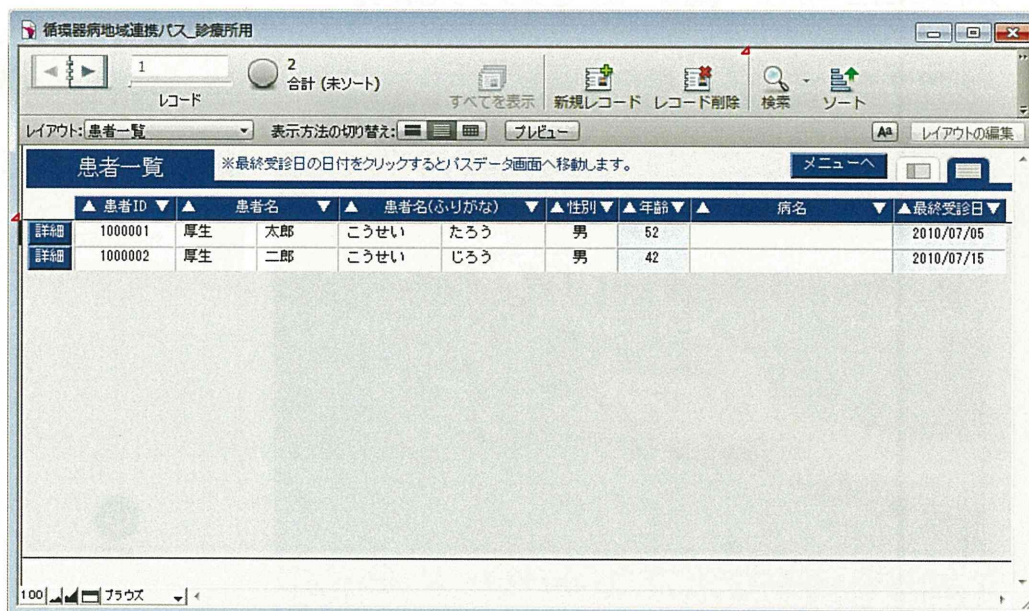 循環器病地域連携パス_診療所用
1
レコード
2
合計 (未ソート)
すべてを表示
新規レコード
レコード削除
検索
ソート
レイアウト: 患者一覧
表示方法の切り替え:
プレビュー
Aa
レイアウトの編集
患者一覧
※最終受診日の日付をクリックするとパスデータ画面へ移動します。
メニューへ
▲ 患者ID ▼ ▲ 患者名 ▼ ▲ 患者名(ふりがな) ▼ ▲性別▼ ▲年齢▼ ▲ 病名 ▼ ▲最終受診日▼
詳細 1000001 厚生 太郎 こうせい たろう 男 52 2010/07/05
詳細 1000002 厚生 二郎 こうせい じろう 男 42 2010/07/15
100 ブラウズ